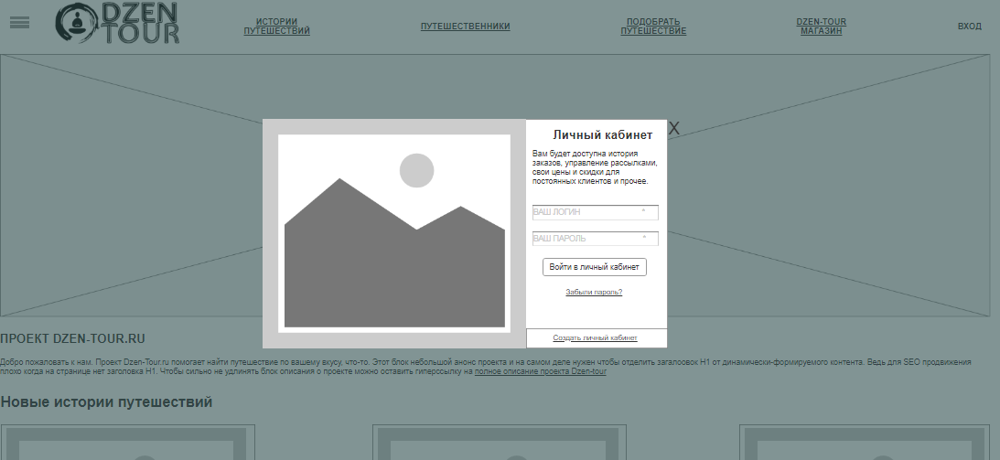 DZEN
TOUR
ИСТОРИИ
ПУТЕШЕСТВИЙ
ПУТЕШЕСТВЕННИКИ
ПОДОБРАТЬ
ПУТЕШЕСТВИЕ
DZEN-TOUR
МАГАЗИН
ВХОД
X
Личный кабинет
Вам будет доступна история
заказов, управление рассылками,
свои цены и скидки для
постоянных клиентов и прочее.
ВАШ ЛОГИН *
ВАШ ПАРОЛЬ *
Войти в личный кабинет
Забыли пароль?
Создать личный кабинет
ПРОЕКТ DZEN-TOUR.RU
Добро пожаловать к нам. Проект Dzen-Tour.ru помогает найти путешествие по вашему вкусу, что-то. Этот блок небольшой анонс проекта и на самом деле нужен чтобы отделить загалоовок H1 от динамически-формируемого контента. Ведь для SEO продвижения
плохо когда на странице нет заголовка H1. Чтобы сильно не удлинять блок описания о проекте можно оставить гиперссылку на полное описание проекта Dzen-tour
Новые истории путешествий